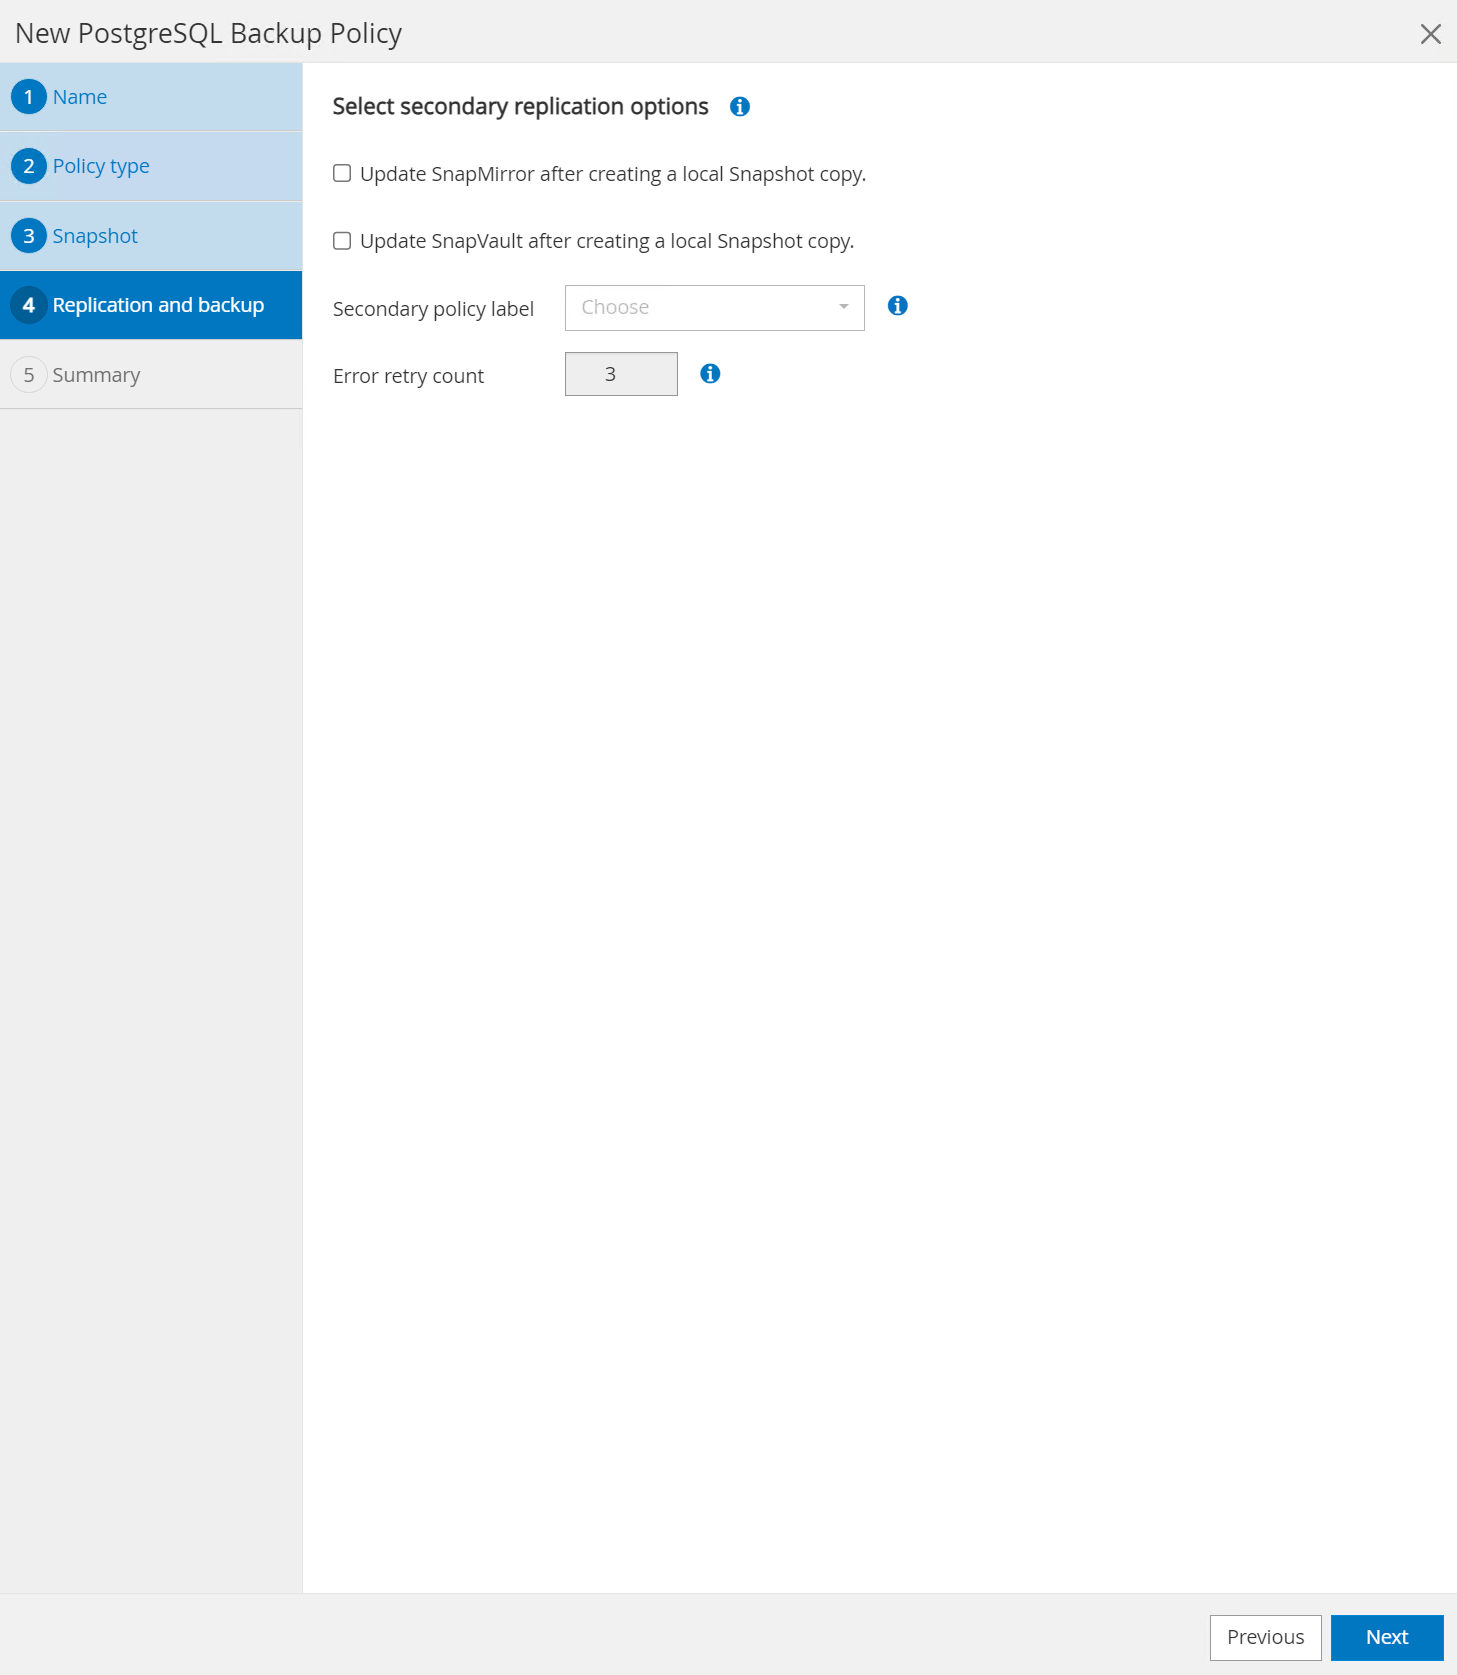 New PostgreSQL Backup Policy
1 Name
2 Policy type
3 Snapshot
4 Replication and backup
5 Summary
Select secondary replication options
Update SnapMirror after creating a local Snapshot copy.
Update SnapVault after creating a local Snapshot copy.
Secondary policy label Choose
Error retry count 3
Previous Next